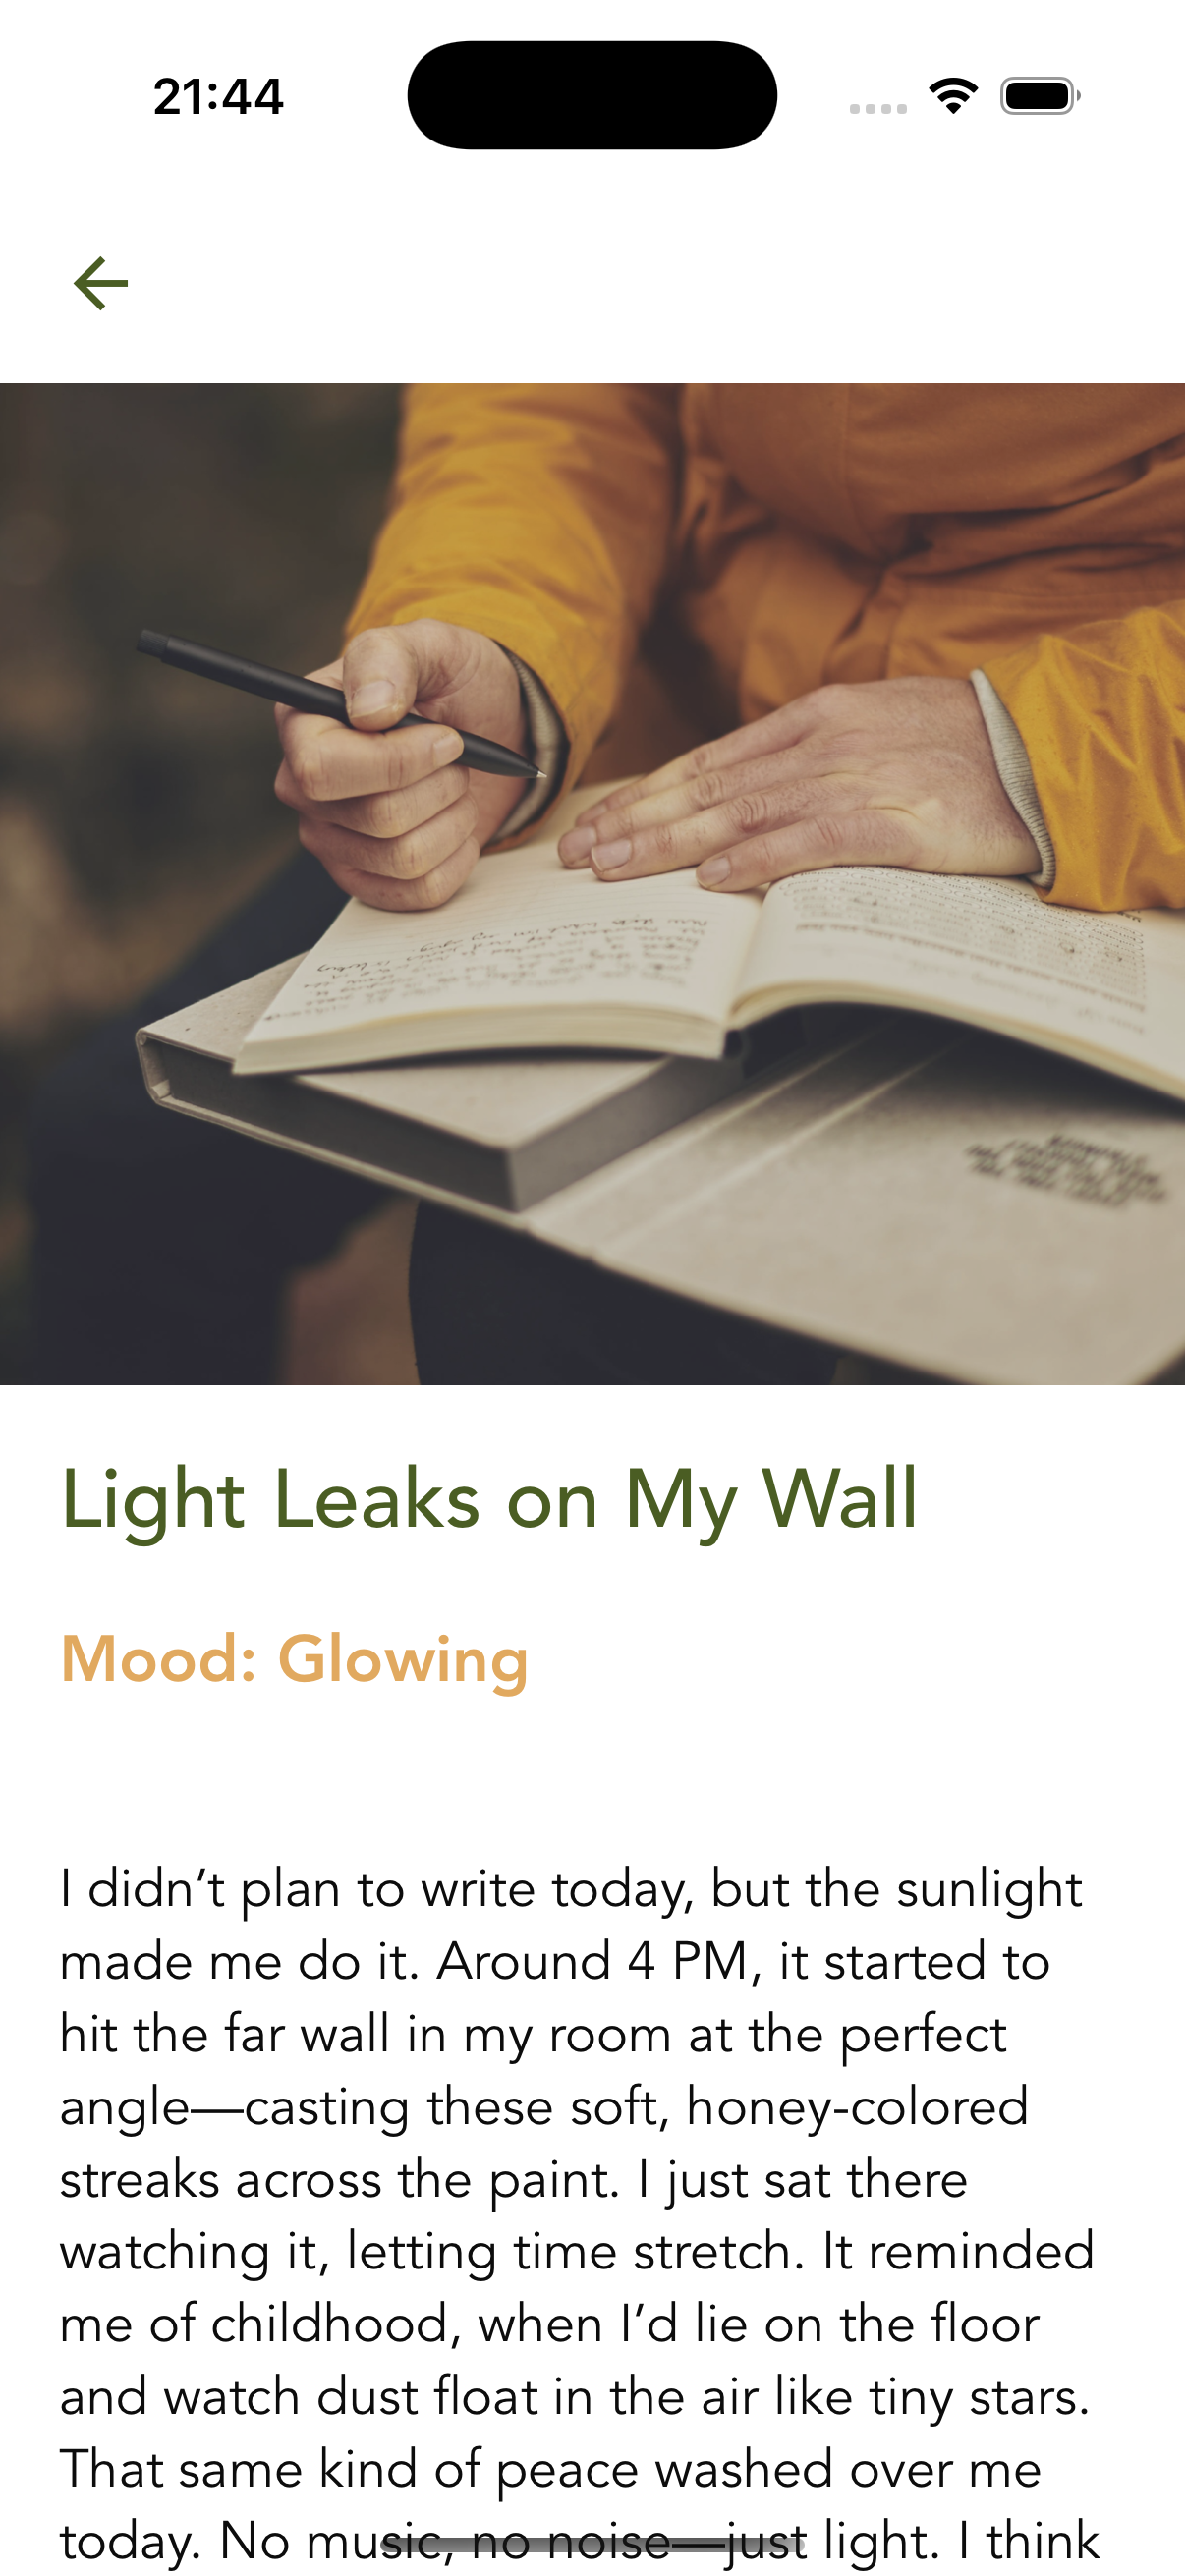 21:44
Light Leaks on My Wall
Mood: Glowing
I didn’t plan to write today, but the sunlight
made me do it. Around 4 PM, it started to
hit the far wall in my room at the perfect
angle—casting these soft, honey-colored
streaks across the paint. I just sat there
watching it, letting time stretch. It reminded
me of childhood, when I’d lie on the floor
and watch dust float in the air like tiny stars.
That same kind of peace washed over me
today. No music, no noise—just light. I think